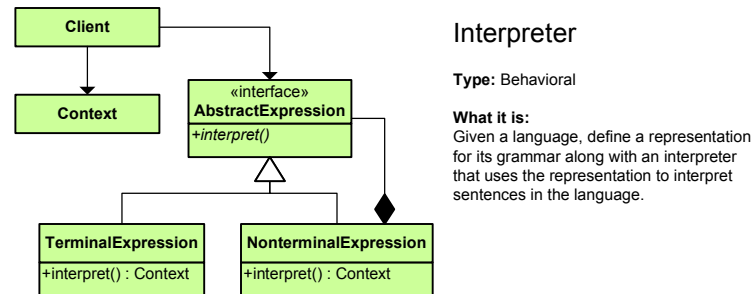 Client
Context
«interface»
AbstractExpression
+interpret()
TerminalExpression
+interpret() : Context
NonterminalExpression
+interpret() : Context
Interpreter
Type: Behavioral
What it is:
Given a language, define a representation
for its grammar along with an interpreter
that uses the representation to interpret
sentences in the language.